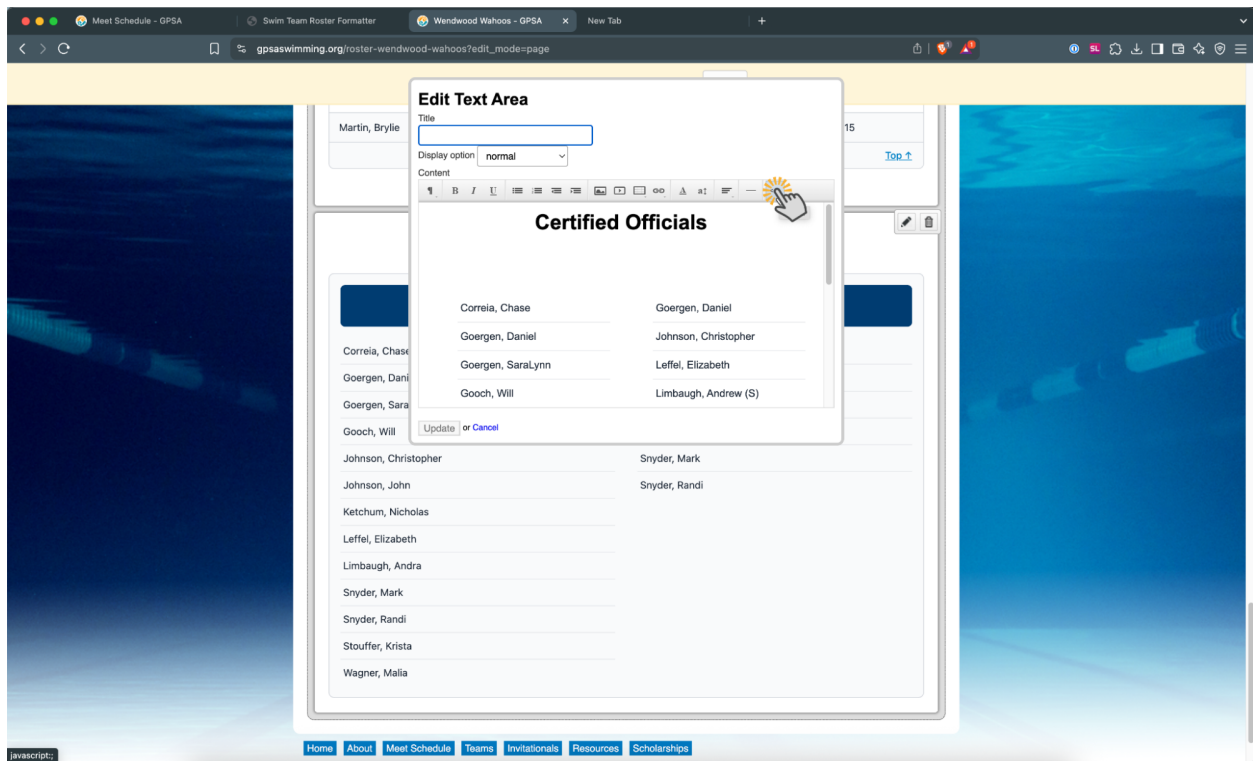 Meet Schedule - GPSA
Swim Team Roster Formatter
Wendwood Wahoos - GPSA
New Tab
gpsaswimming.org/roster-wendwood-wahoos?edit_mode=page
Edit Text Area
Title
Martin, Brylie
15
Display option normal
Top ↑
Content
B I U
Certified Officials
Correia, Chase Goergen, Daniel
Goergen, Daniel Johnson, Christopher
Goergen, SaraLynn Leffel, Elizabeth
Gooch, Will Limbaugh, Andrew (S)
Update or Cancel
Correia, Chase
Goergen, Dani
Goergen, Sara
Gooch, Will
Johnson, Christopher Snyder, Mark
Johnson, John Snyder, Randi
Ketchum, Nicholas
Leffel, Elizabeth
Limbaugh, Andra
Snyder, Mark
Snyder, Randi
Stouffer, Krista
Wagner, Malia
Home About Meet Schedule Teams Invitationals Resources Scholarships
javascript:;